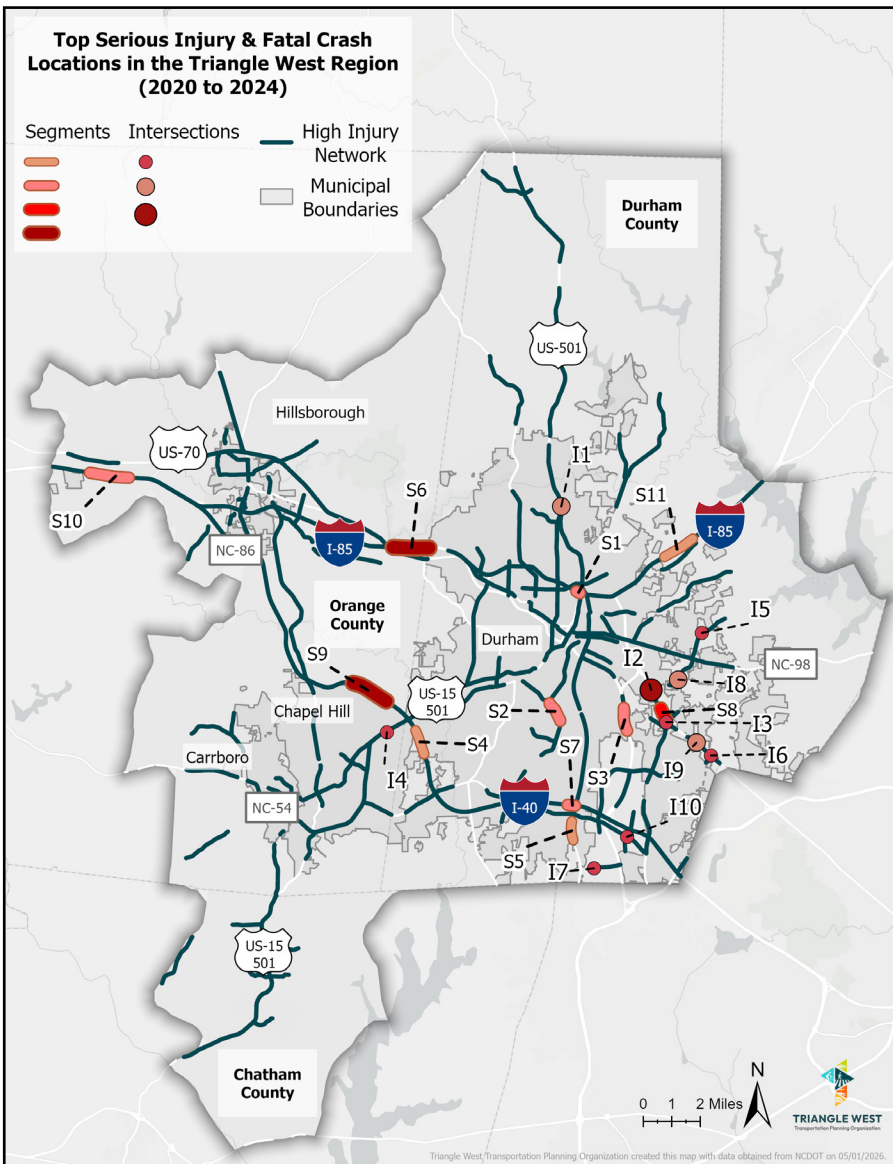 Top Serious Injury & Fatal Crash
Locations in the Triangle West Region
(2020 to 2024)
Segments
Intersections
High Injury
Network
Municipal
Boundaries
Durham
County
US-501
Hillsborough
US-70
I1
S11
S6
S10
I-85
S1
NC-86
I-85
Orange
County
I5
Durham
S9
I2
NC-98
US-15
501
I8
Chapel Hill
S2
S8
I3
S4
S7
I6
Carrboro
I4
S3
I9
I-40
NC-54
I10
S5
I7
US-15
501
Chatham
County
N
0 1 2 Miles
TRIANGLE WEST
Transportation Planning Organization
Triangle West Transportation Planning Organization created this map with data obtained from NCDOT on 05/01/2026.